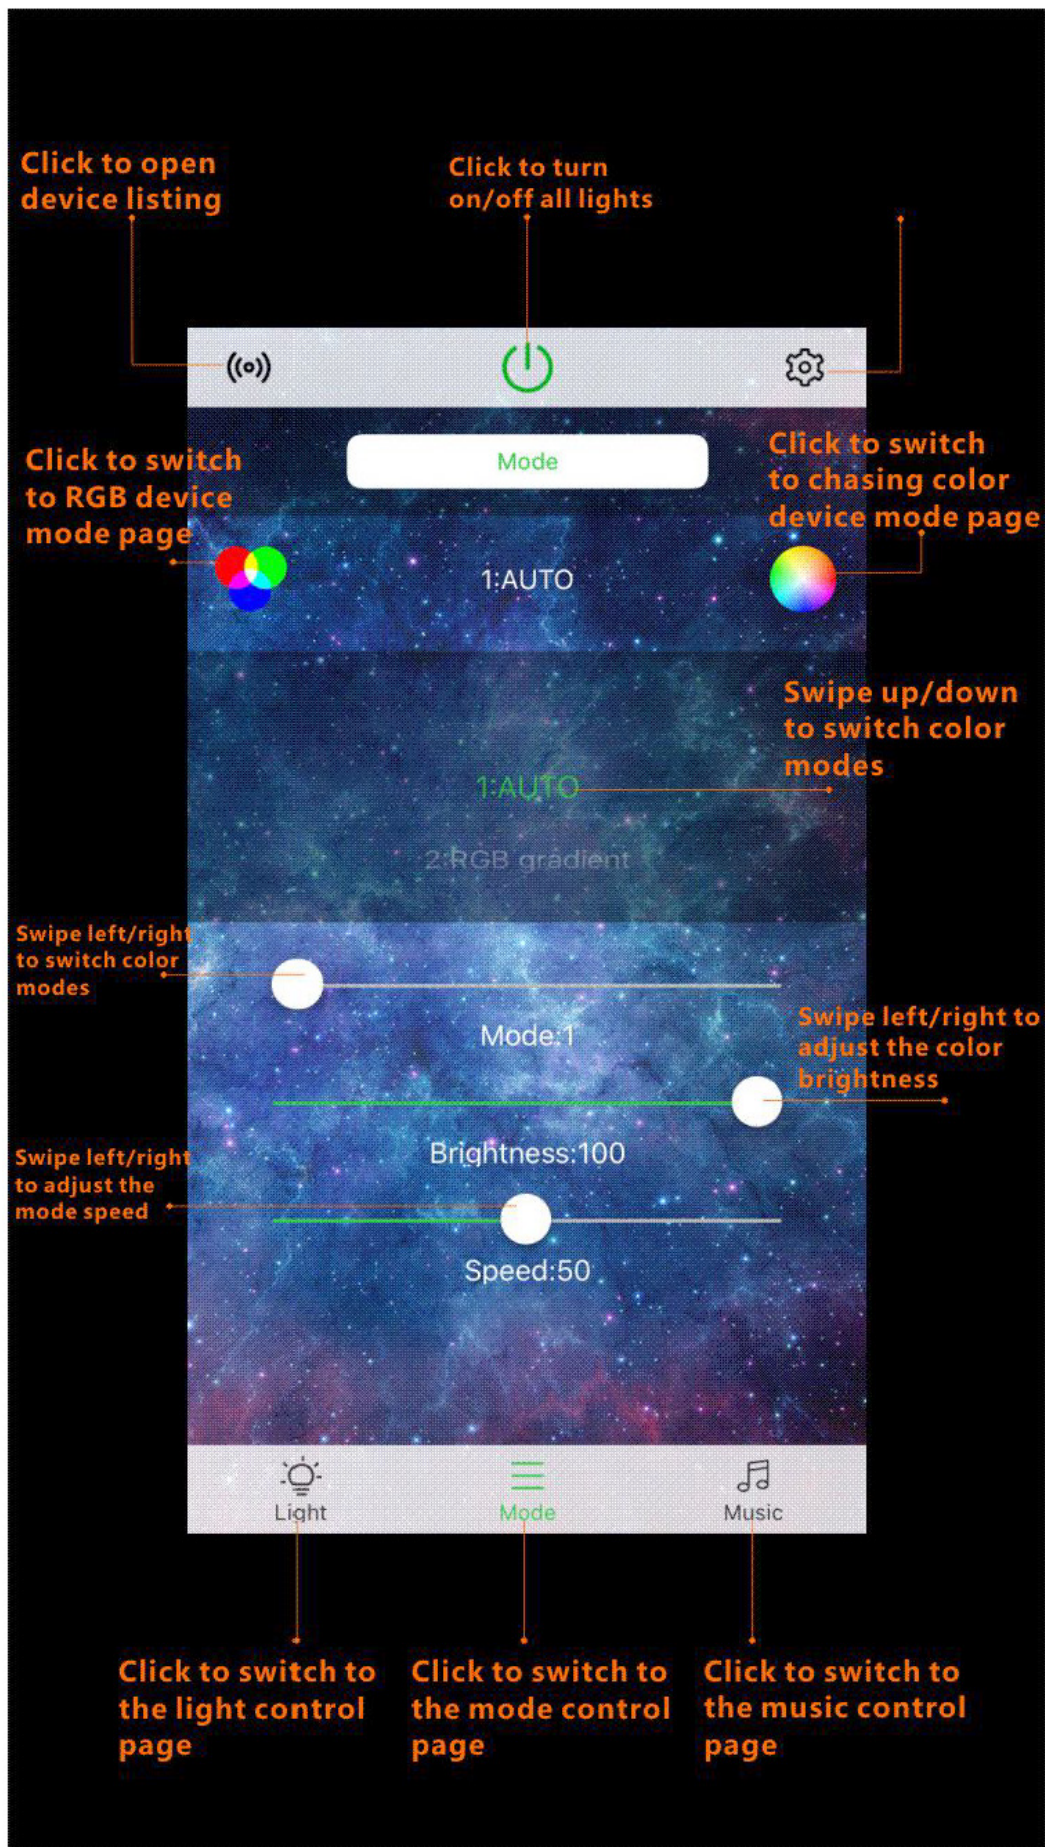 Click to open
device listing
Click to turn
on/off all lights
Click to switch
to RGB device
mode page
Mode
Click to switch
to chasing color
device mode page
1:AUTO
Swipe up/down
to switch color
modes
1:AUTO
2:RGB gradient
Swipe left/right
to switch color
modes
Mode:1
Swipe left/right to
adjust the color
brightness
Brightness:100
Swipe left/right
to adjust the
mode speed
Speed:50
Light
Mode
Music
Click to switch to
the light control
page
Click to switch to
the mode control
page
Click to switch to
the music control
page